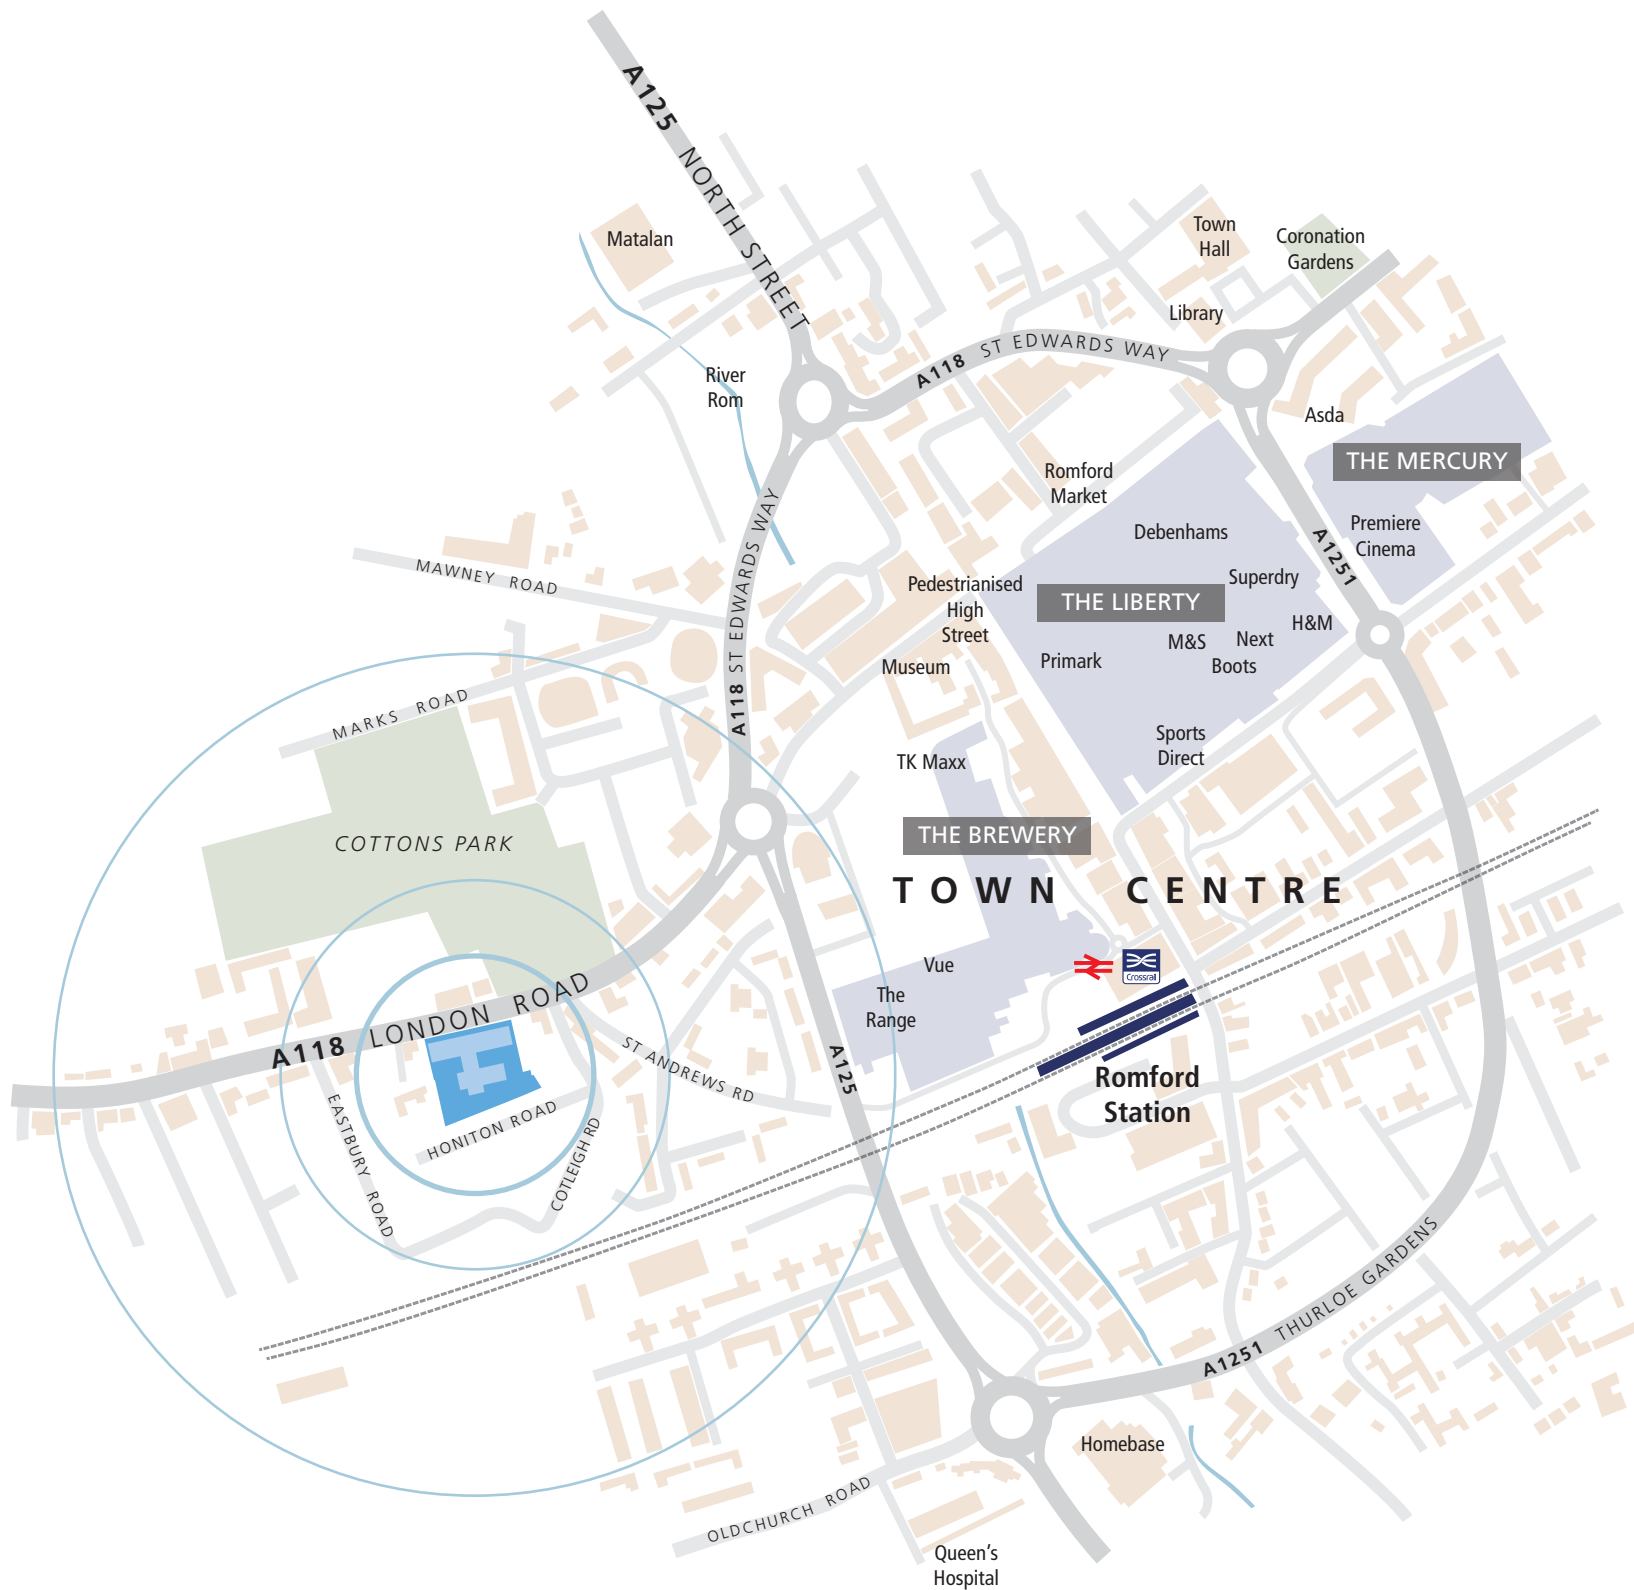 A125 NORTH STREET
Matalan
Town
Hall
Coronation
Gardens
Library
A118 ST EDWARDS WAY
River
Rom
Asda
THE MERCURY
Romford
Market
Debenhams
Premiere
Cinema
A1251
A118 ST EDWARDS WAY
MAWNEY ROAD
Pedestrianised
High
Street
THE LIBERTY
Superdry
H&M
Next
M&S
Boots
Primark
Museum
MARKS ROAD
Sports
Direct
TK Maxx
COTTONS PARK
THE BREWERY
TOWN CENTRE
Vue
The
Range
Crossrail
A118 LONDON ROAD
ST ANDREWS RD
A125
Romford
Station
EASTBURY ROAD
HONITON ROAD
COTLEIGH RD
A1251 THURLOE GARDENS
Homebase
OLDCHURCH ROAD
Queen's
Hospital